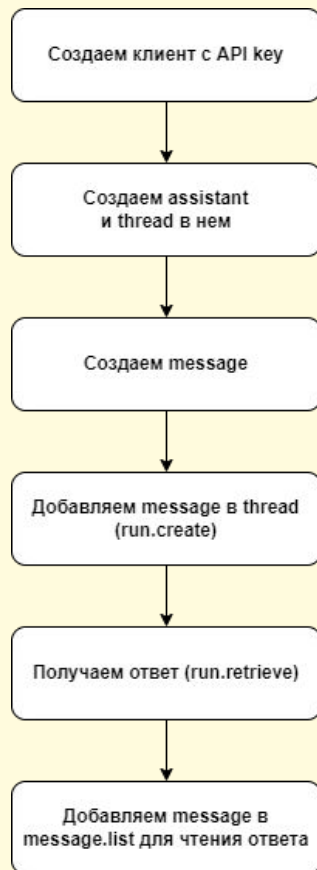 Создаем клиент с API key
Создаем assistant
и thread в нем
Создаем message
Добавляем message в thread
(run.create)
Получаем ответ (run.retrieve)
Добавляем message в
message.list для чтения ответа